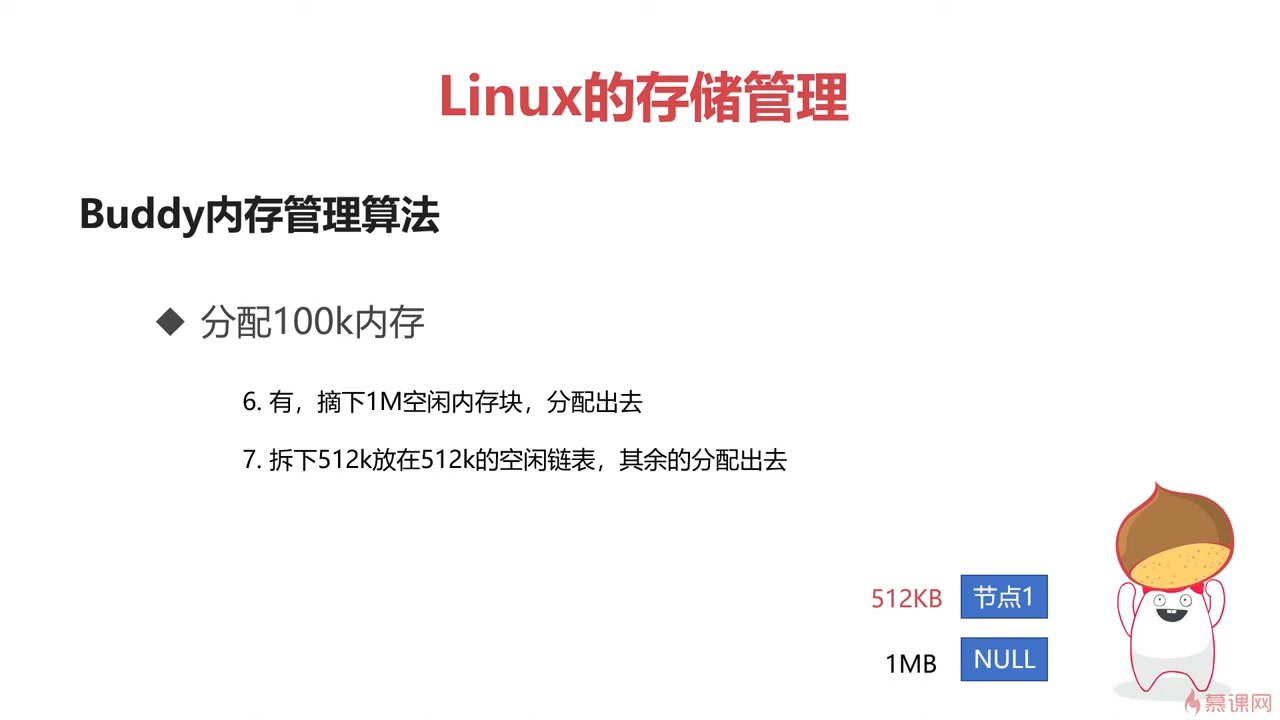 Linux的存储管理
Buddy内存管理算法
◆ 分配100k内存
6. 有，摘下1M空闲内存块，分配出去
7. 拆下512k放在512k的空闲链表，其余的分配出去
512KB 节点1
1MB NULL
慕课网